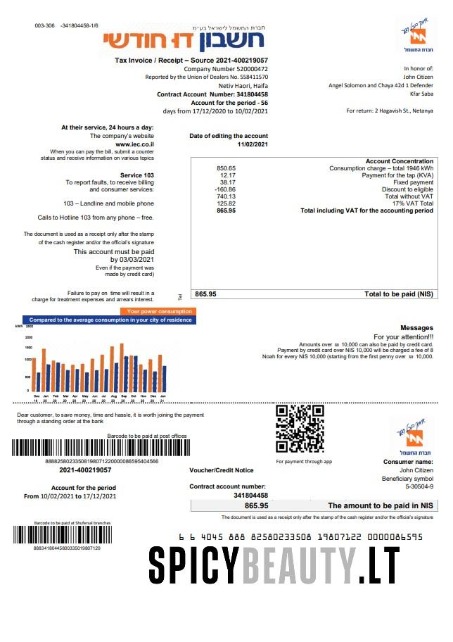 003-306 -341804458-1/6
חברת החשמל לישראל בע"מ
חשבון דו חודשי
חברת החשמל
Tax Invoice / Receipt – Source 2021-400219057
Company Number 520000472
Reported by the Union of Dealers No. 558411570
Netiv Haori, Haifa
Contract Account Number: 341804458
Account for the period - 56
days from 17/12/2020 to 10/02/2021
In honor of:
John Citizen
Angel Solomon and Chaya 42d 1 Defender
Kfar Saba
For return: 2 Hagavish St., Netanya
At their service, 24 hours a day:
The company's website
www.iec.co.il
When you can pay the bill, submit a counter
status and receive information on various topics
Service 103
To report faults, to receive billing
and consumer services:
103 – Landline and mobile phone
Calls to Hotline 103 from any phone – free.
The document is used as a receipt only after the stamp
of the cash register and/or the official's signature
This account must be paid
by 03/03/2021
Even if the payment was
made by credit card)
Failure to pay on time will result in a
charge for treatment expenses and arrears interest.
Date of editing the account
11/02/2021
Account Concentration
850.65 Consumption charge – total 1946 kWh
12.17 Payment for the tap (KVA)
38.17 Fixed payment
-160.86 Discount to eligible
740.13 Total without VAT
125.82 17% VAT Total
865.95 Total including VAT for the accounting period
865.95 Total to be paid (NIS)
Your power consumption
Compared to the average consumption in your city of residence
Messages
For your attention!!!
Amounts over ₪ 10,000 can also be paid by credit card.
Payment by credit card over NIS 10,000 will be charged a fee of 8
Noah for every NIS 10,000 (starting from the first penny over ₪ 10,000.
Dear customer, to save money, time and hassle, it is worth joining the payment
through a standing order at the bank
Barcode to be paid at post offices
2021-400219057
Account for the period
From 10/02/2021 to 17/12/2021
For payment through app
חברת החשמל
Consumer name:
John Citizen
Beneficiary symbol
5-30504-9
Voucher/Credit Notice
Contract account number:
341804458
865.95 The amount to be paid in NIS
The document is used as a receipt only after the stamp of the cash register and/or the official's signature
6 6 4045 888 82580233508 19807122 0000086595
SPICYBEAUTY.LT